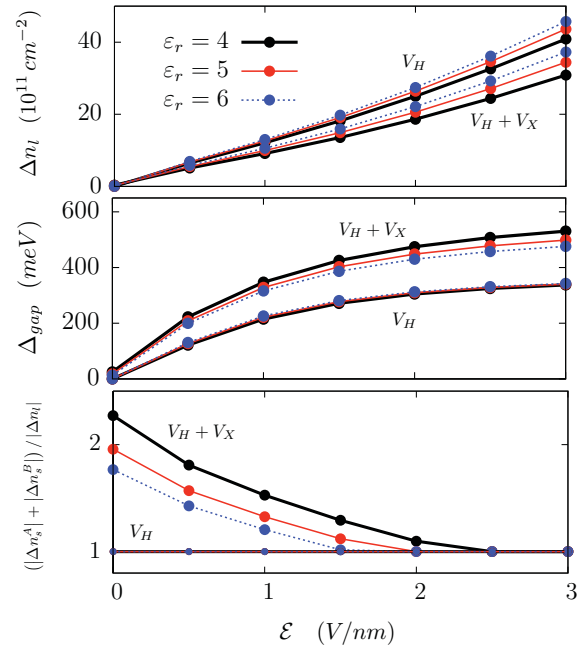 Δn_l (10^{11} cm^{-2})
40
20
0
ε_r = 4
ε_r = 5
ε_r = 6
V_H
V_H + V_X
Δ_{gap} (meV)
600
400
200
0
V_H + V_X
V_H
(|Δn_s^A| + |Δn_s^B|) / |Δn_l|
2
1
V_H + V_X
V_H
0 1 2 3
ℰ (V/nm)